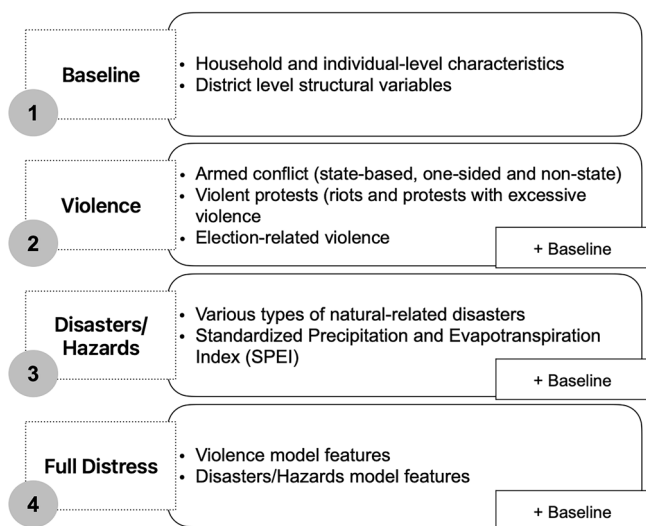 Baseline
1
• Household and individual-level characteristics
• District level structural variables
Violence
2
• Armed conflict (state-based, one-sided and non-state)
• Violent protests (riots and protests with excessive
violence
• Election-related violence
+ Baseline
Disasters/
Hazards
3
• Various types of natural-related disasters
• Standardized Precipitation and Evapotranspiration
Index (SPEI)
+ Baseline
Full Distress
4
• Violence model features
• Disasters/Hazards model features
+ Baseline